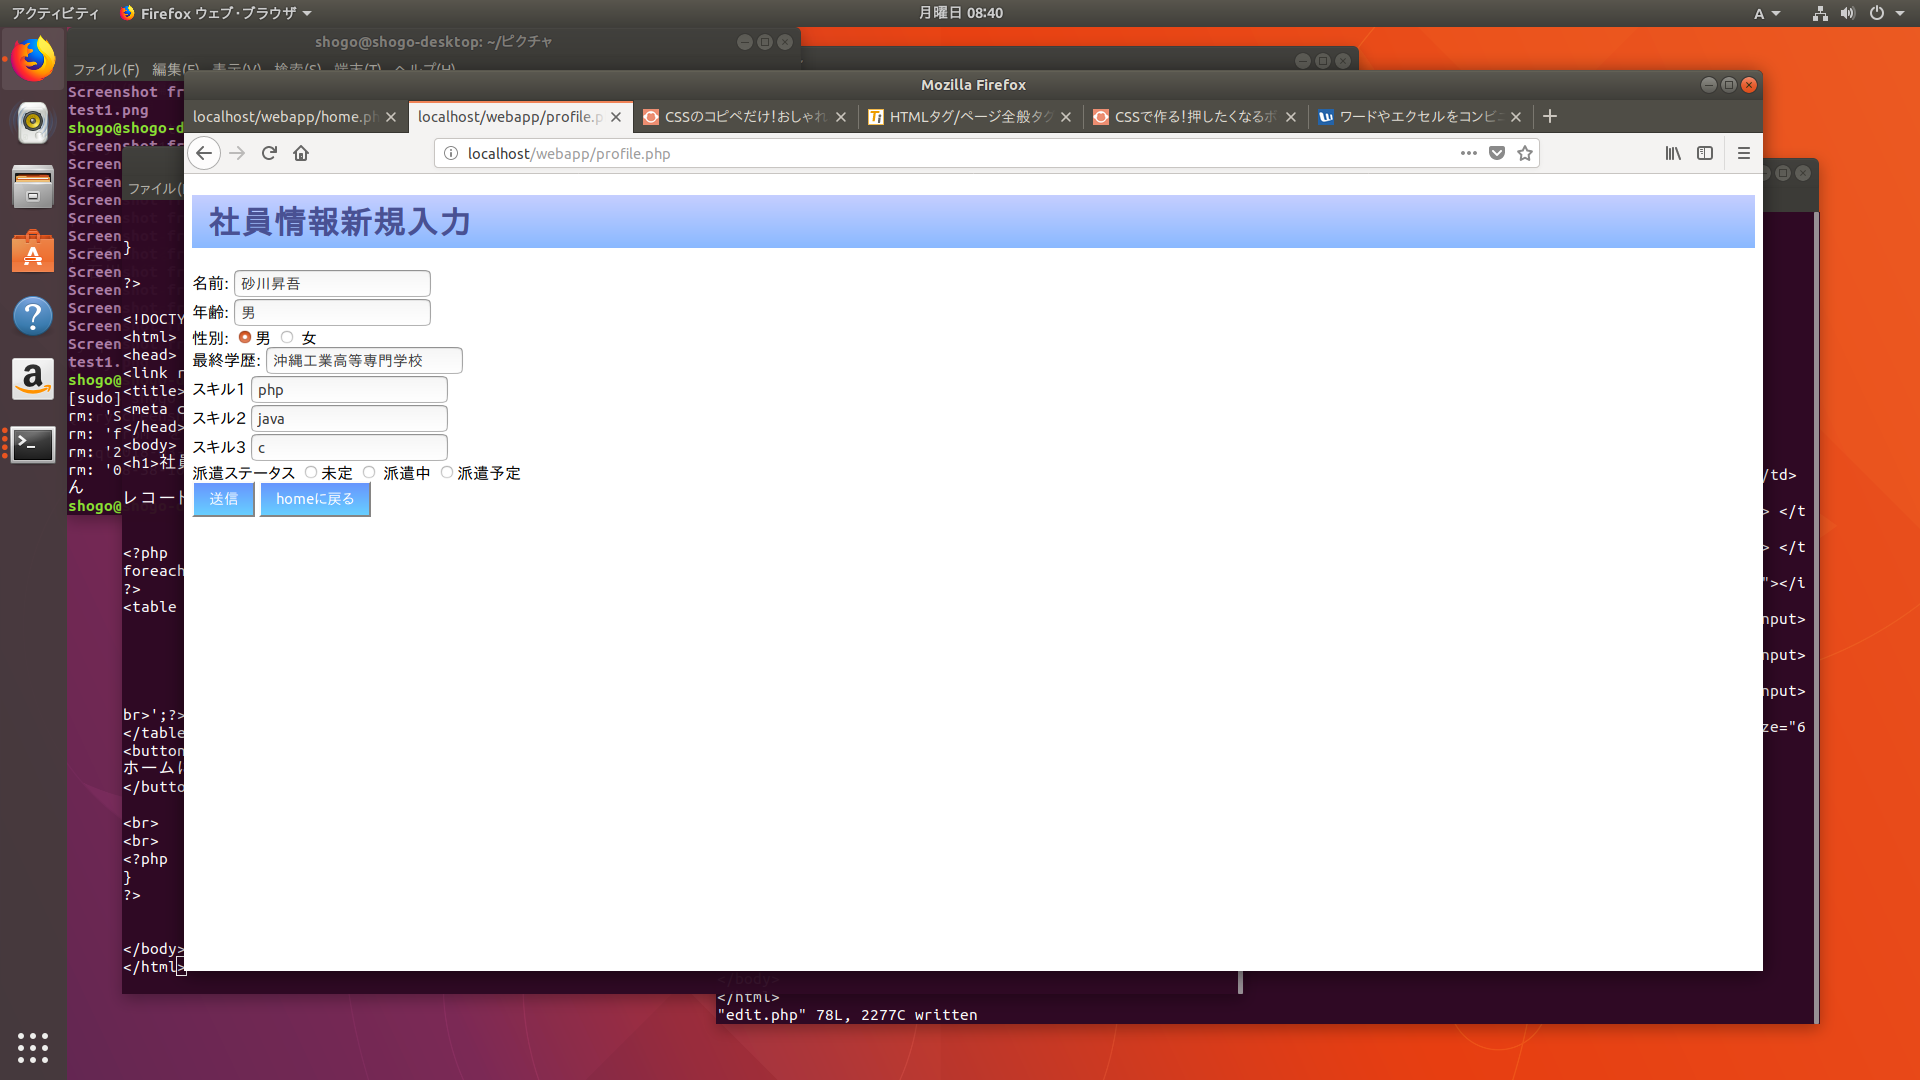 アクティビティ
Firefox ウェブ・ブラウザ
月曜日 08:40
A
shogo@shogo-desktop: ~/ピクチャ
ファイル(F) 編集(E) 表示(V) 検索(S) 端末(T) ヘルプ(H)
Mozilla Firefox
localhost/webapp/home.ph
localhost/webapp/profile.p
CSSのコピペだけ!おしゃれ
HTMLタグ/ページ全般タグ
CSSで作る!押したくなるボ
ワードやエクセルをコンビニ
localhost/webapp/profile.php
社員情報新規入力
名前: 砂川昇吾
年齢: 男
性別: 男 女
最終学歴: 沖縄工業高等専門学校
スキル1 php
スキル2 java
スキル3 c
派遣ステータス 未定 派遣中 派遣予定
送信 homeに戻る
Screenshot fr
test1.png
shogo@shogo-d
Screenshot fr
Screen
Screen
Screen
Screen
Screen
Screen
Screen
Screen
Screen
Screen
Screen
test1.
shogo@
[sudo]
rm: 'S
rm: 'f
rm: '2
rm: '0
ん
shogo@
ファイル(
}
?>
<!DOCTY
<html>
<head>
<link r
<title>
<meta c
</head>
<body>
<h1>社員
レコード
<?php
foreach
?>
<table
br>';?>
</table
<button
ホームに
</butto
<br>
<br>
<?php
}
?>
</body>
</html>
/td>
> </t
> </t
"></i
nput>
nput>
nput>
ze="6
</body>
</html>
"edit.php" 78L, 2277C written